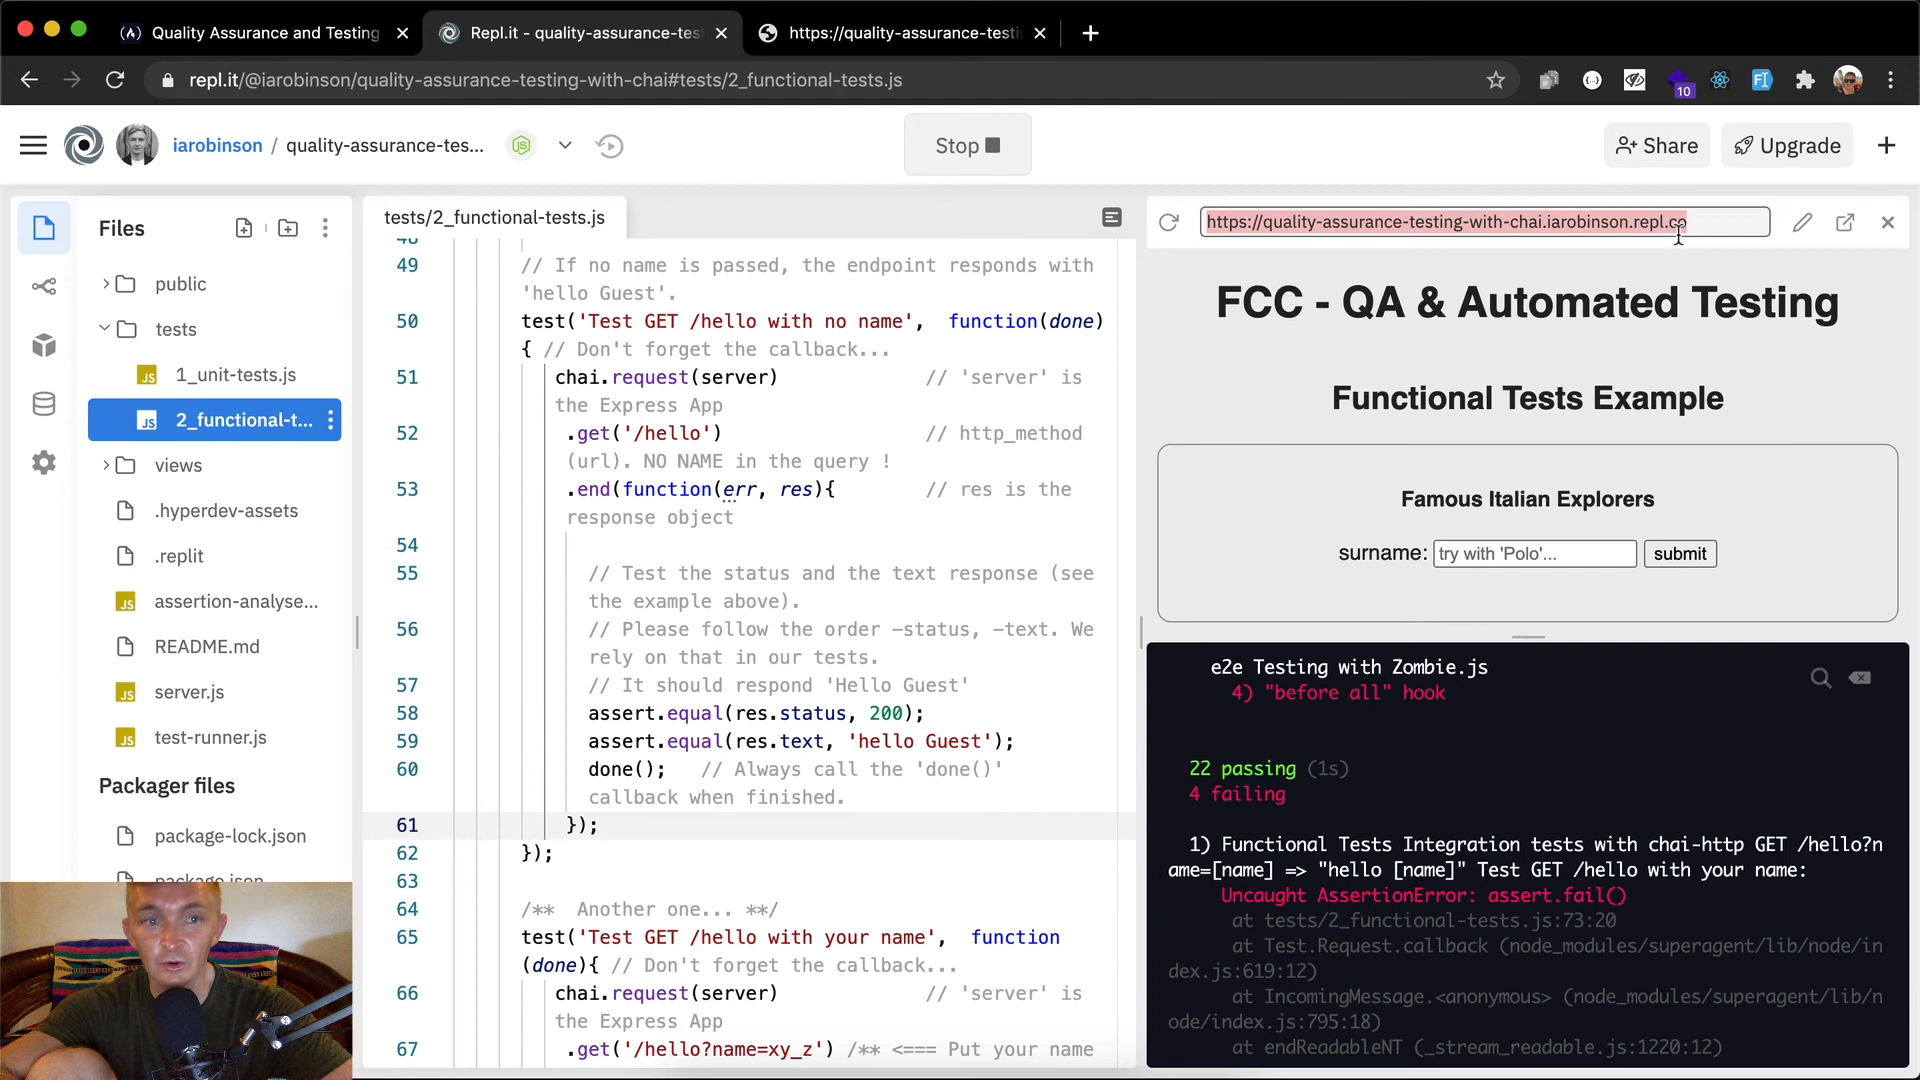 Quality Assurance and Testing
Repl.it - quality-assurance-tes
https://quality-assurance-testi
repl.it/@iarobinson/quality-assurance-testing-with-chai#tests/2_functional-tests.js
10
iarobinson / quality-assurance-tes...
Stop
Share
Upgrade
Files
public
tests
JS 1_unit-tests.js
JS 2_functional-t...
views
.hyperdev-assets
.replit
JS assertion-analyse...
README.md
JS server.js
JS test-runner.js
Packager files
package-lock.json
package.json
tests/2_functional-tests.js
48
49 // If no name is passed, the endpoint responds with
'hello Guest'.
50 test('Test GET /hello with no name', function(done)
{ // Don't forget the callback...
51 chai.request(server) // 'server' is
the Express App
52 .get('/hello') // http_method
(url). NO NAME in the query !
53 .end(function(err, res){ // res is the
response object
54
55 // Test the status and the text response (see
the example above).
56 // Please follow the order -status, -text. We
rely on that in our tests.
57 // It should respond 'Hello Guest'
58 assert.equal(res.status, 200);
59 assert.equal(res.text, 'hello Guest');
60 done(); // Always call the 'done()'
callback when finished.
61 });
62 });
63
64 /** Another one... **/
65 test('Test GET /hello with your name', function
(done){ // Don't forget the callback...
66 chai.request(server) // 'server' is
the Express App
67 .get('/hello?name=xy_z') /** <=== Put your name
https://quality-assurance-testing-with-chai.iarobinson.repl.co
FCC - QA & Automated Testing
Functional Tests Example
Famous Italian Explorers
surname: try with 'Polo'... submit
e2e Testing with Zombie.js
4) "before all" hook
22 passing (1s)
4 failing
1) Functional Tests Integration tests with chai-http GET /hello?n
ame=[name] => "hello [name]" Test GET /hello with your name:
Uncaught AssertionError: assert.fail()
at tests/2_functional-tests.js:73:20
at Test.Request.callback (node_modules/superagent/lib/node/in
dex.js:619:12)
at IncomingMessage.<anonymous> (node_modules/superagent/lib/n
ode/index.js:795:18)
at endReadableNT (_stream_readable.js:1220:12)